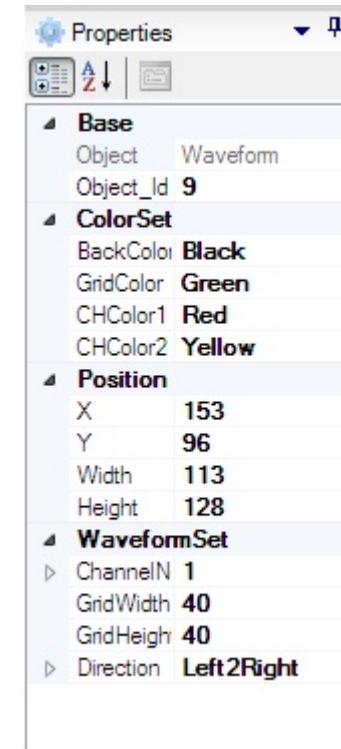 Properties
A
Z
Base
Object Waveform
Object_Id 9
ColorSet
BackColor Black
GridColor Green
CHColor1 Red
CHColor2 Yellow
Position
X 153
Y 96
Width 113
Height 128
WaveformSet
ChannelN 1
GridWidth 40
GridHeigh 40
Direction Left2Right